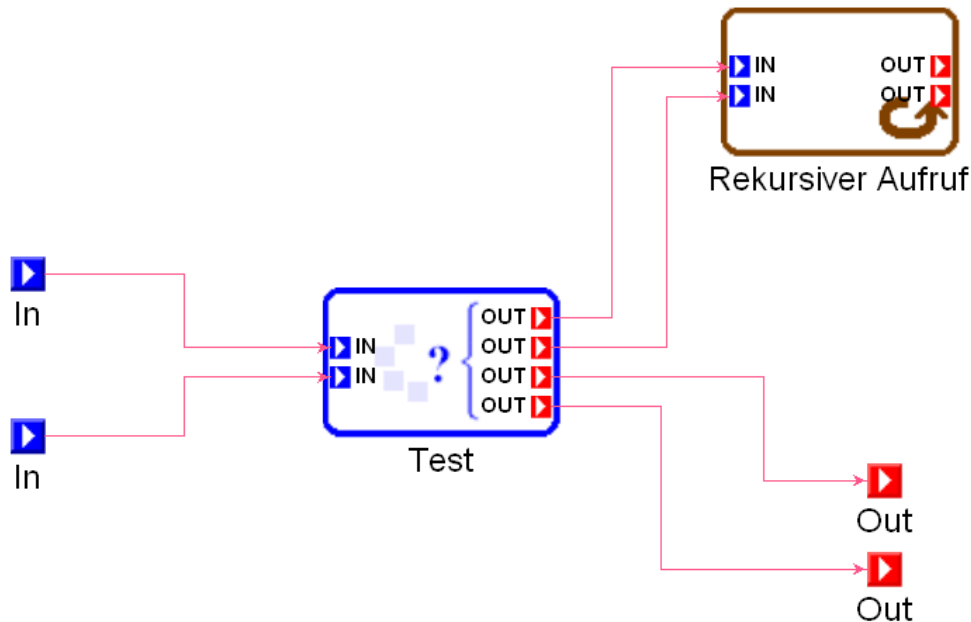 IN OUT
IN OUT
Rekursiver Aufruf
In
OUT
IN OUT
IN ? OUT
OUT
Test
In
Out
Out